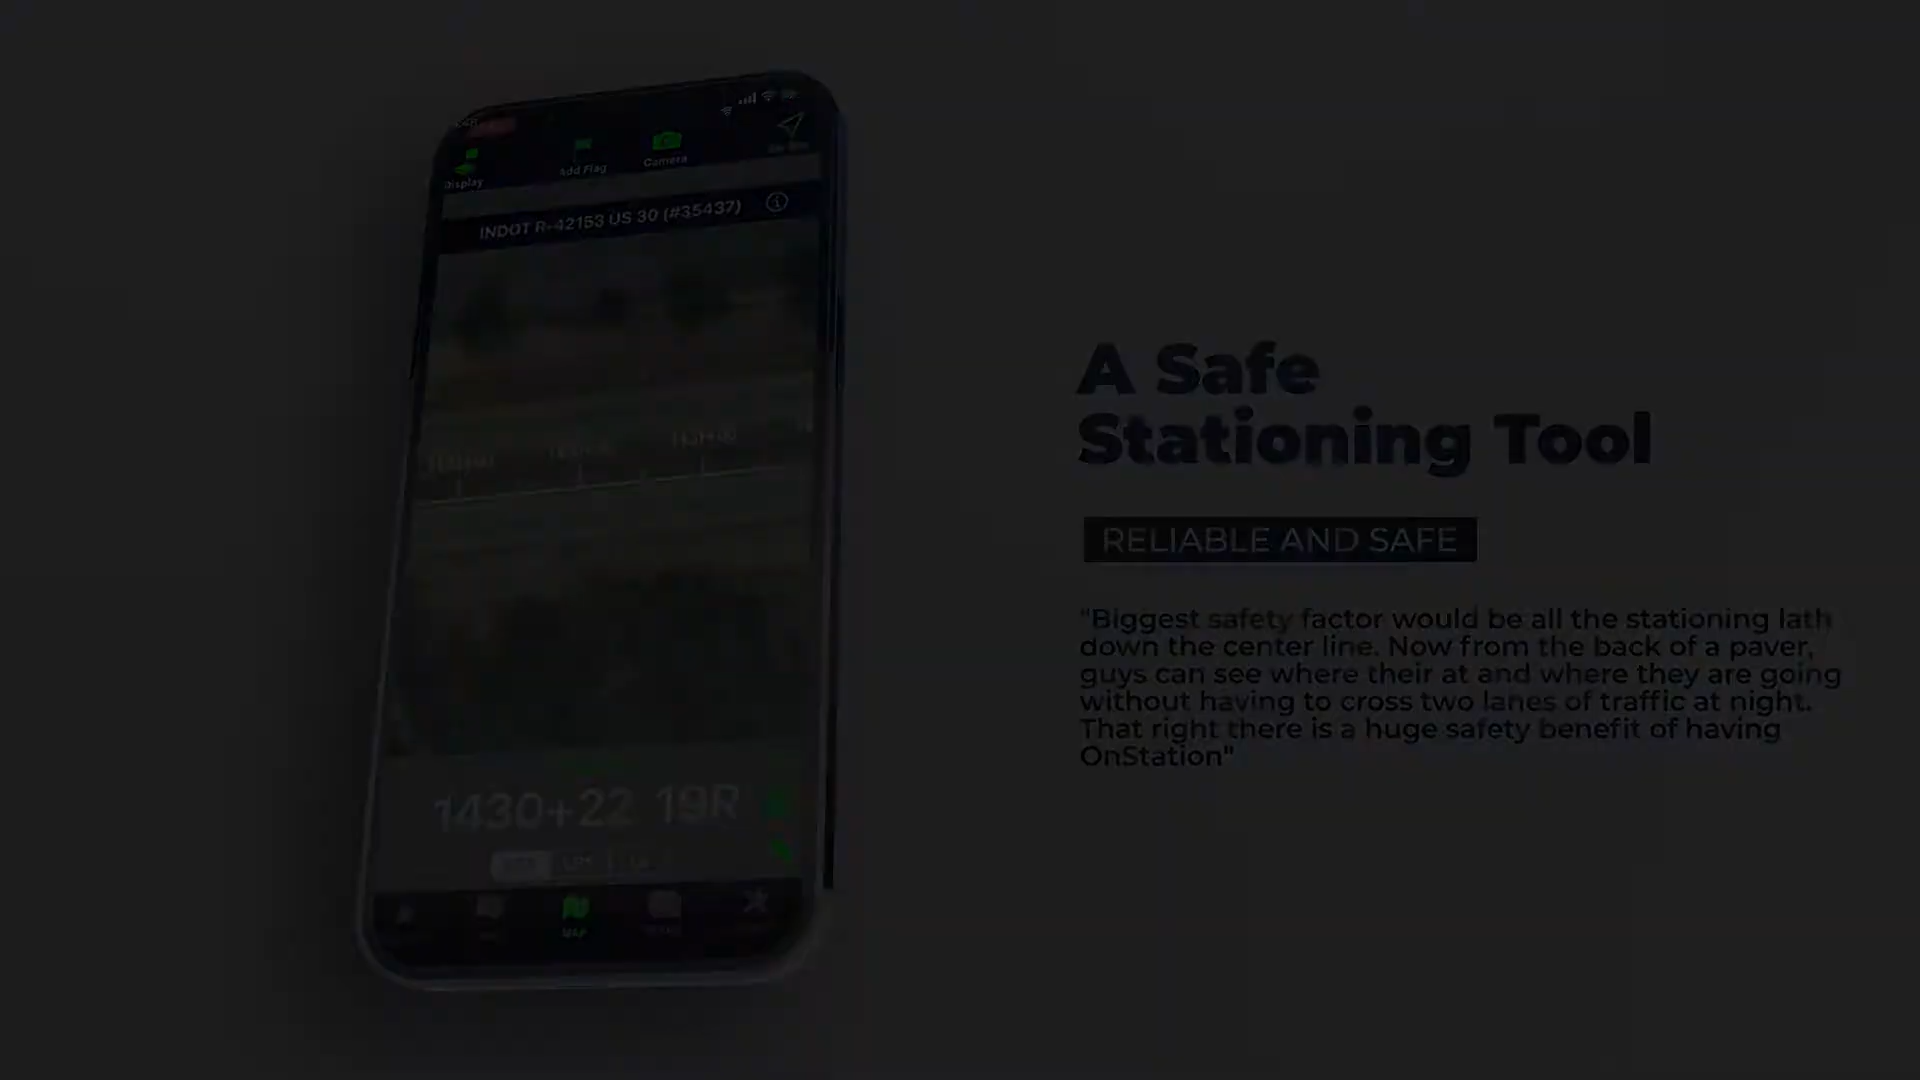 Display
Add Flag
Camera
INDOT R-42153 US 30 (#35437)
1430+22 19R
MAP
A Safe
Stationing Tool
RELIABLE AND SAFE
"Biggest safety factor would be all the stationing lath
down the center line. Now from the back of a paver,
guys can see where their at and where they are going
without having to cross two lanes of traffic at night.
That right there is a huge safety benefit of having
OnStation"